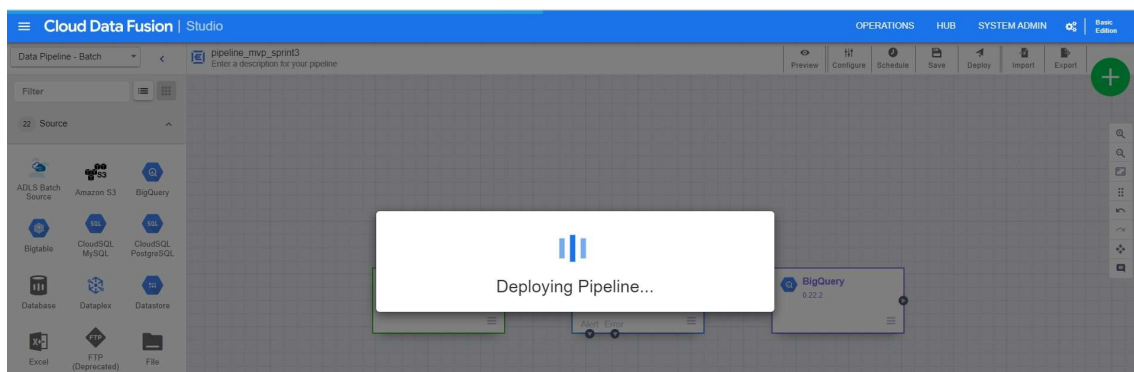 Cloud Data Fusion | Studio
OPERATIONS HUB SYSTEM ADMIN Basic Edition
Data Pipeline - Batch
pipeline_mvp_sprint3
Enter a description for your pipeline
Preview Configure Schedule Save Deploy Import Export
Filter
22 Source
ADLS Batch Source
Amazon S3
BigQuery
Bigtable
CloudSQL MySQL
CloudSQL PostgreSQL
Database
Dataplex
Datastore
Excel
FTP (Deprecated)
File
Deploying Pipeline...
Alert Error
BigQuery
0.22.2